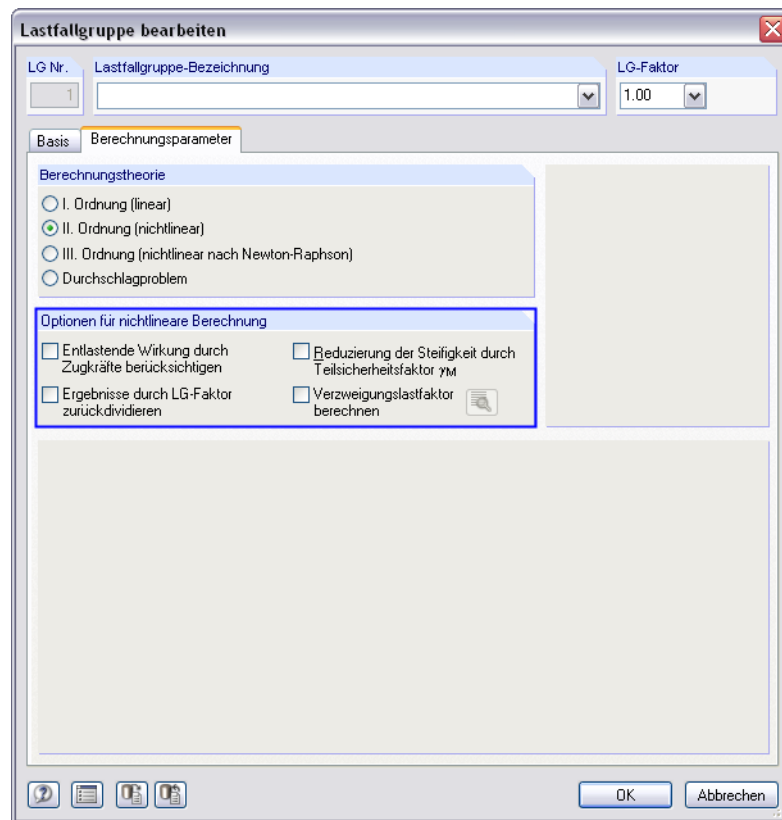 Lastfallgruppe bearbeiten
LG Nr.
Lastfallgruppe-Bezeichnung
LG-Faktor
1
1.00
Basis
Berechnungsparameter
Berechnungstheorie
I. Ordnung (linear)
II. Ordnung (nichtlinear)
III. Ordnung (nichtlinear nach Newton-Raphson)
Durchschlagproblem
Optionen für nichtlineare Berechnung
Entlastende Wirkung durch
Zugkräfte berücksichtigen
Ergebnisse durch LG-Faktor
zurückdividieren
Reduzierung der Steifigkeit durch
Teilsicherheitsfaktor γM
Verzweigungslastfaktor
berechnen
OK
Abbrechen